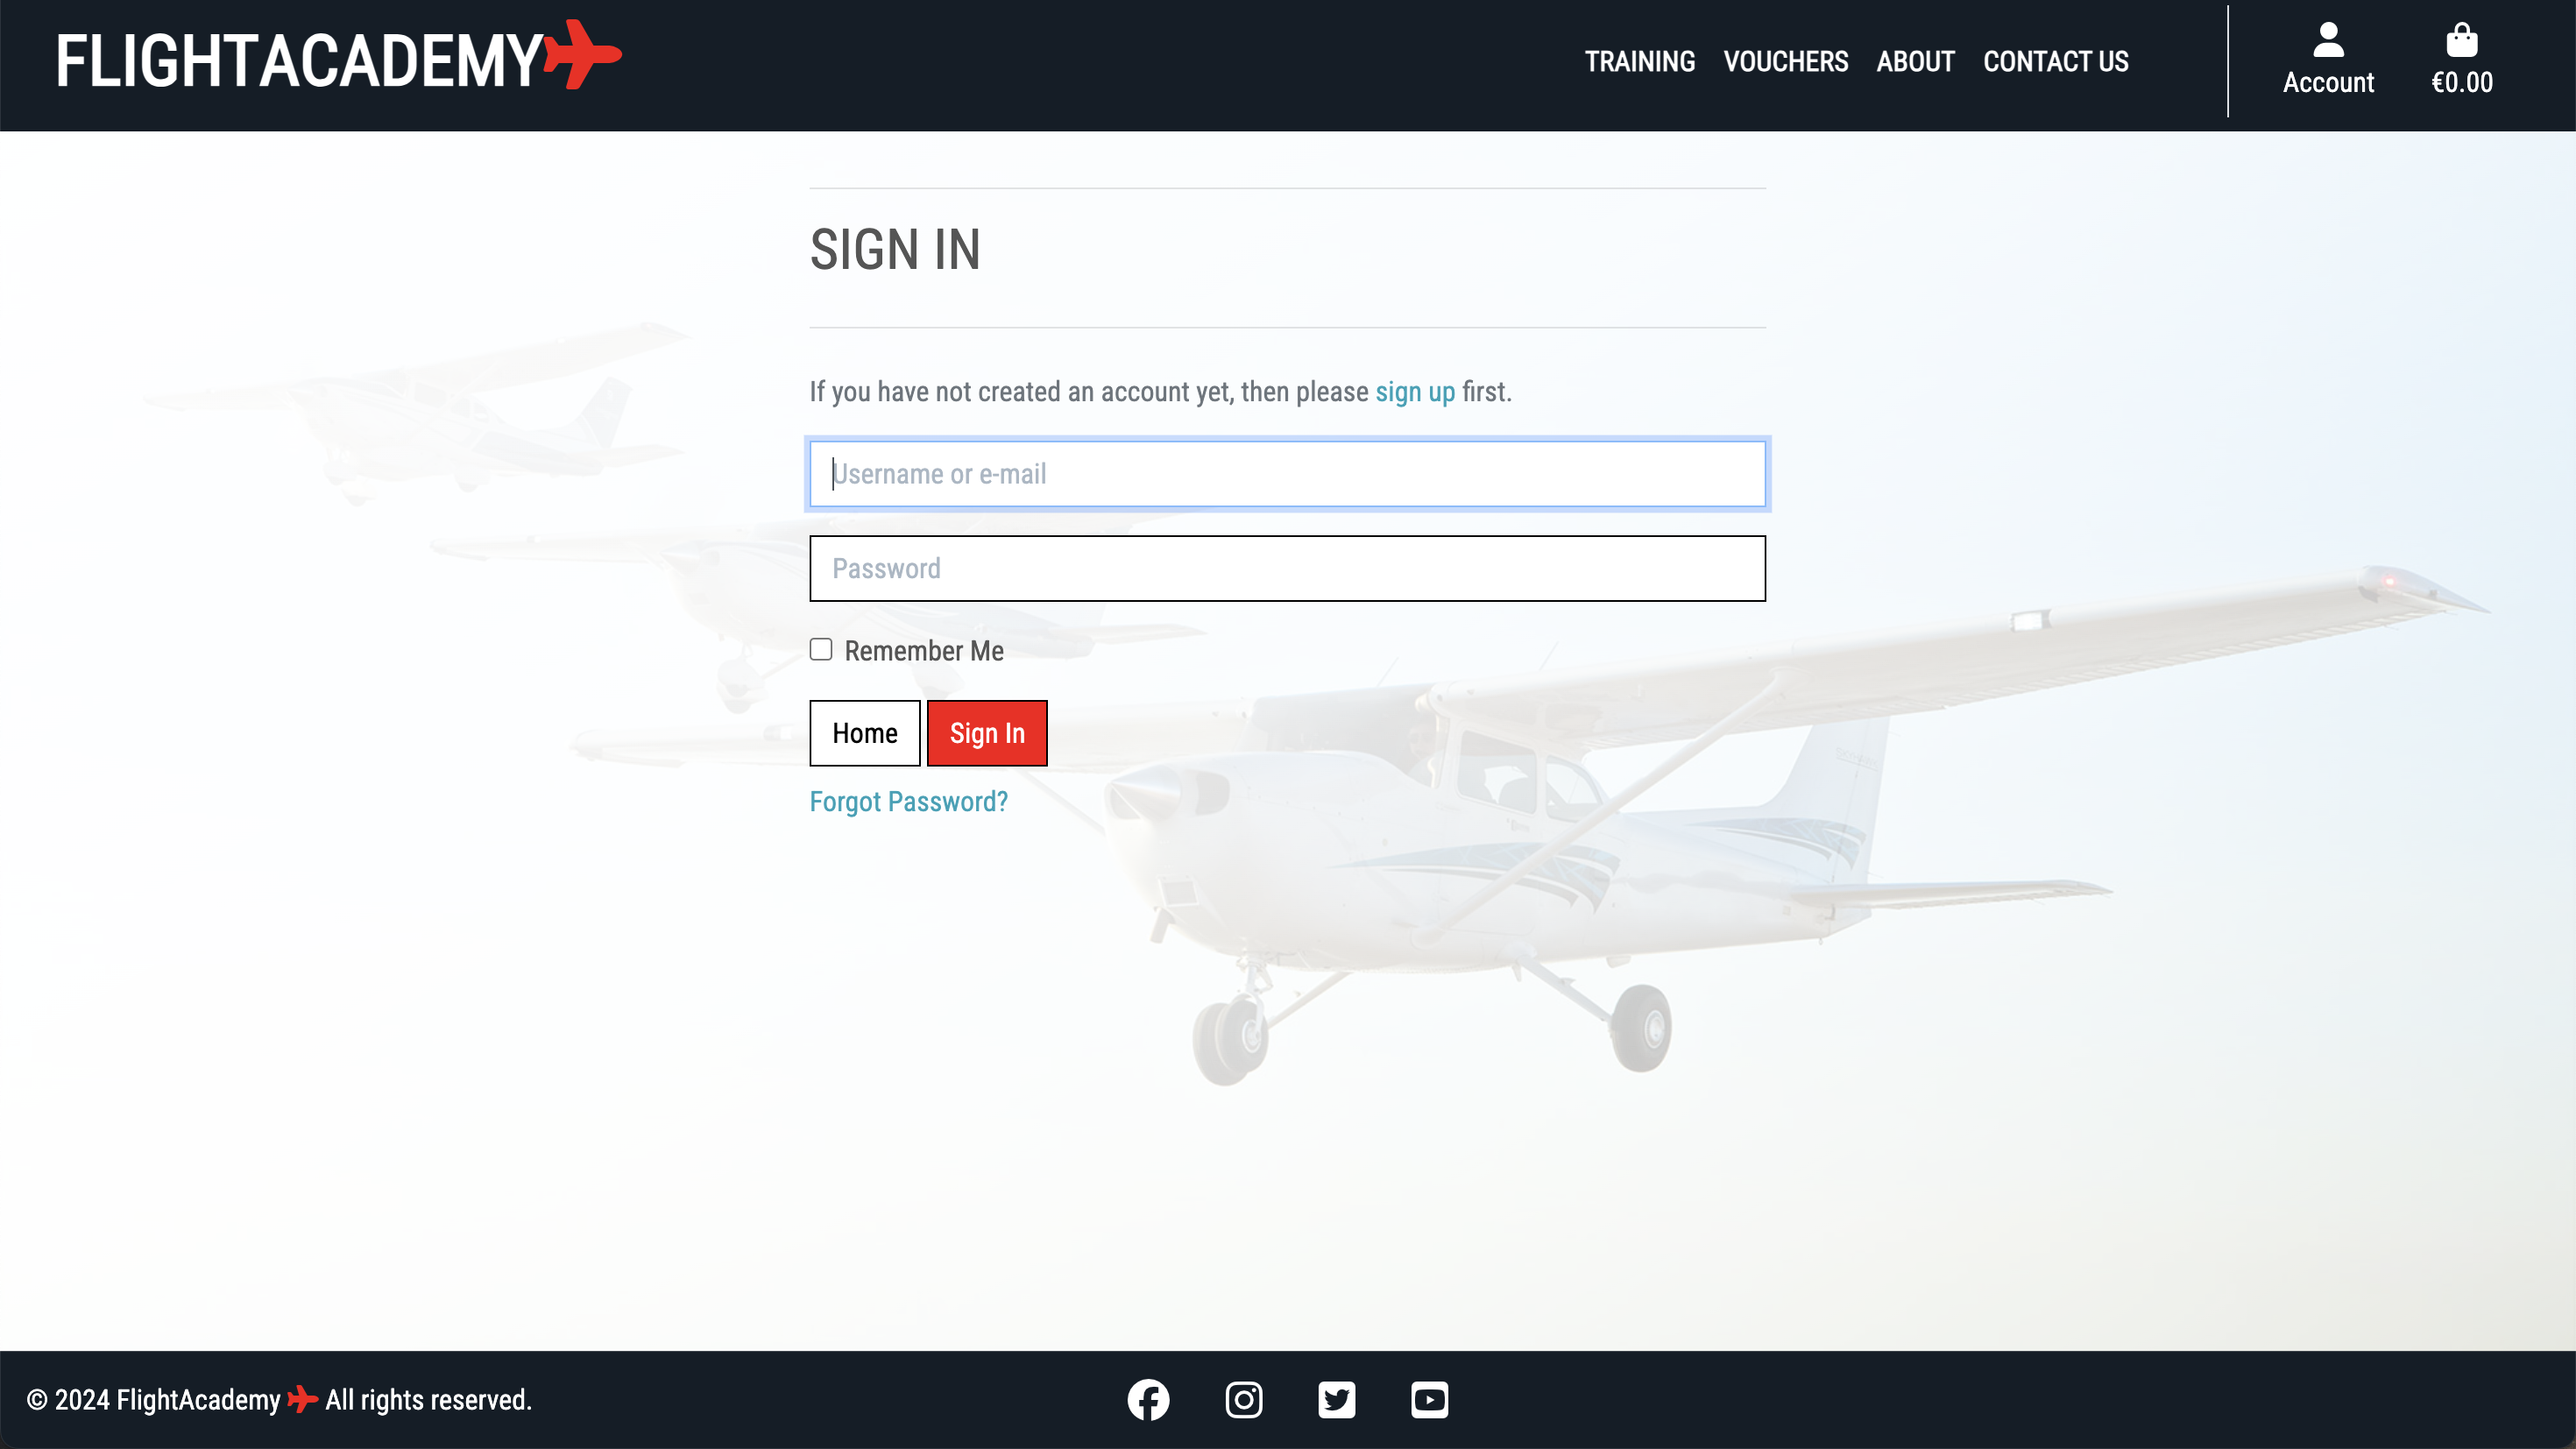 FLIGHTACADEMY
TRAINING VOUCHERS ABOUT CONTACT US
Account €0.00
SIGN IN
If you have not created an account yet, then please sign up first.
Username or e-mail
Password
Remember Me
Home Sign In
Forgot Password?
© 2024 FlightAcademy All rights reserved.